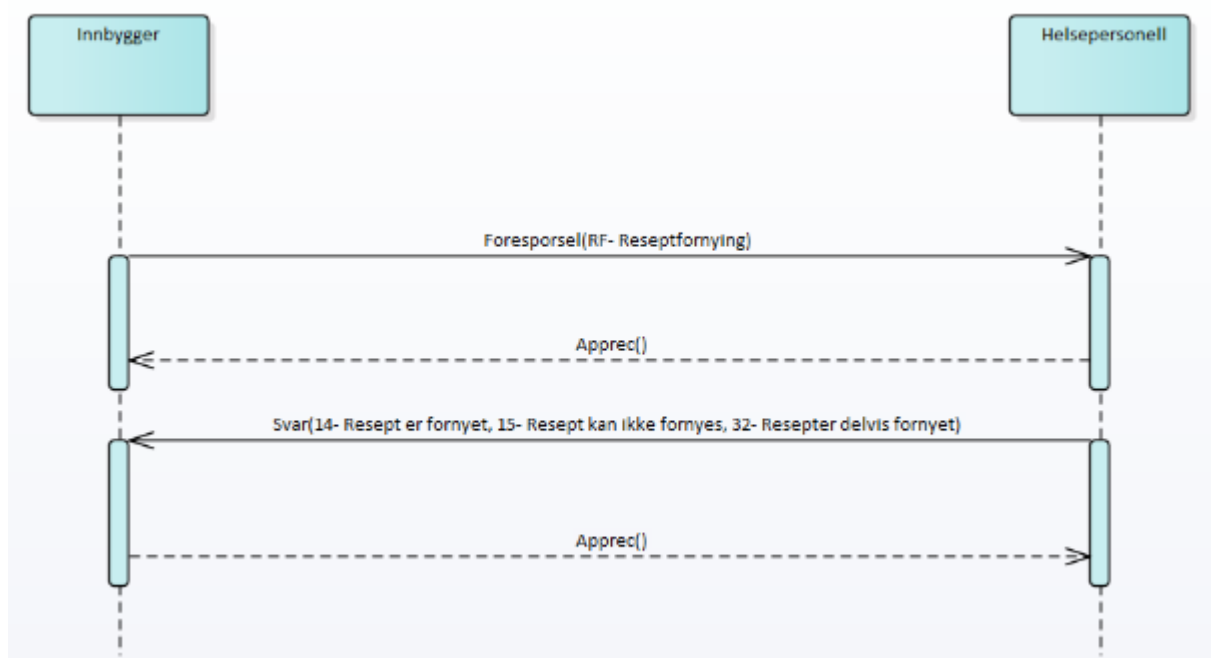 Innbygger
Helsepersonell
Foresporsel(RF- Reseptfornying)
Apprec()
Svar(14- Resept er fornyet, 15- Resept kan ikke fornyes, 32- Resepter delvis fornyet)
Apprec()